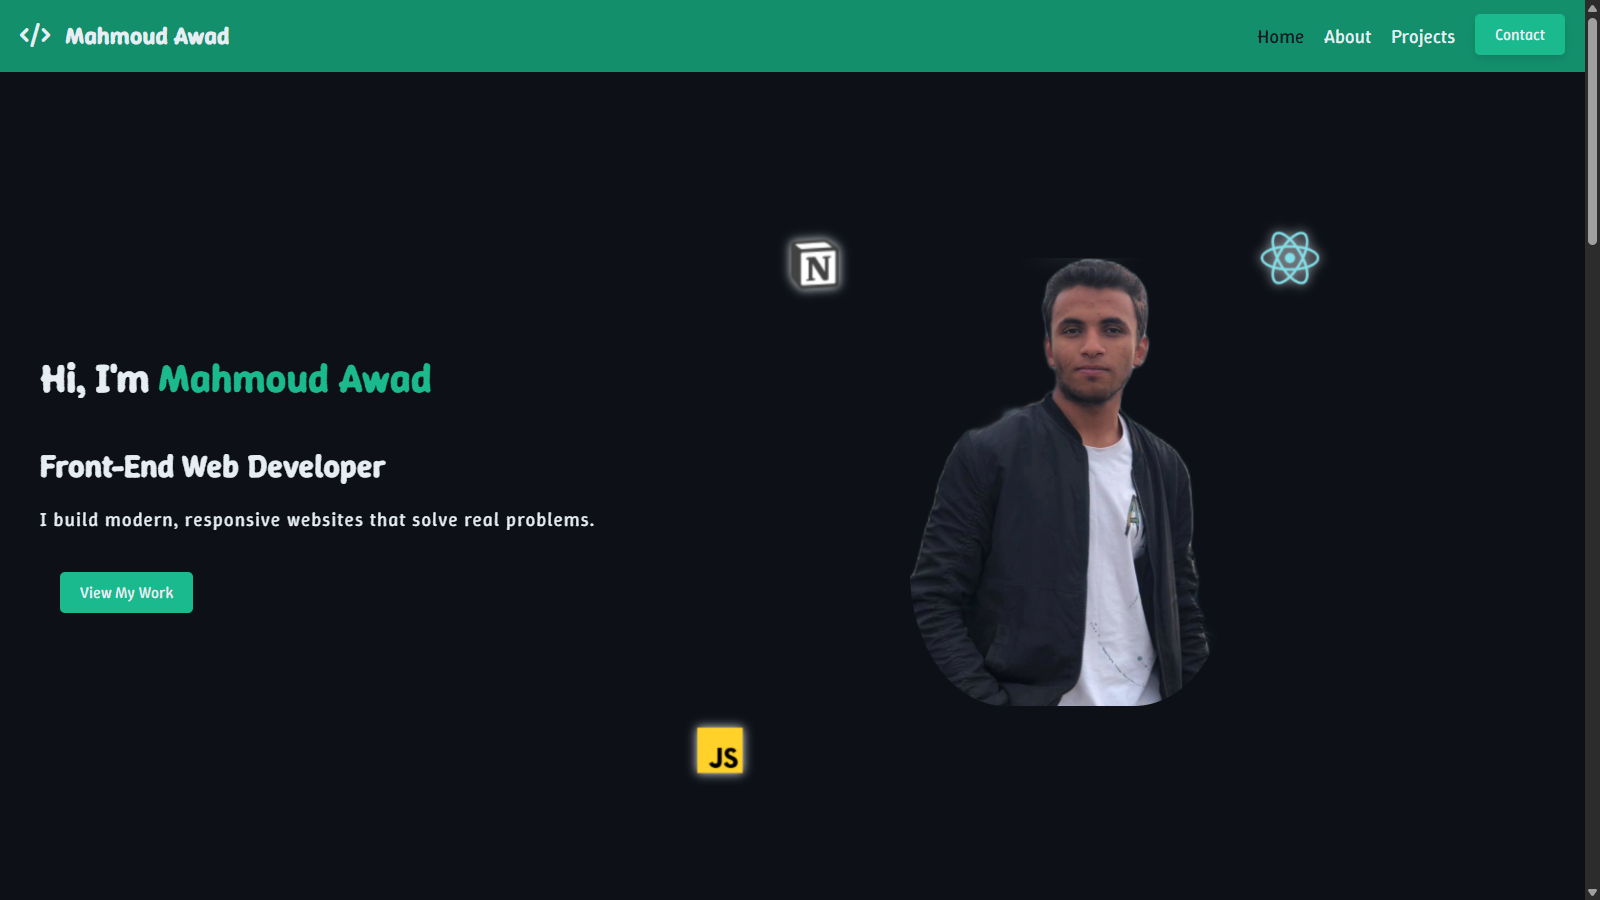 </> Mahmoud Awad
Home About Projects Contact
N
Hi, I'm Mahmoud Awad
Front-End Web Developer
I build modern, responsive websites that solve real problems.
View My Work
JS